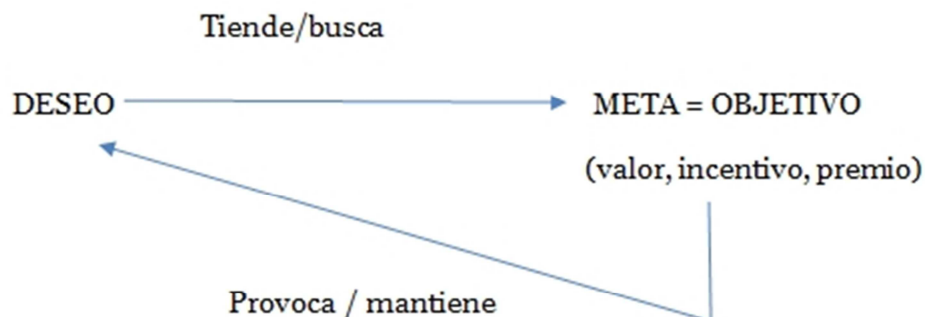 Tiende/busca
DESEO
META = OBJETIVO
(valor, incentivo, premio)
Provoca / mantiene